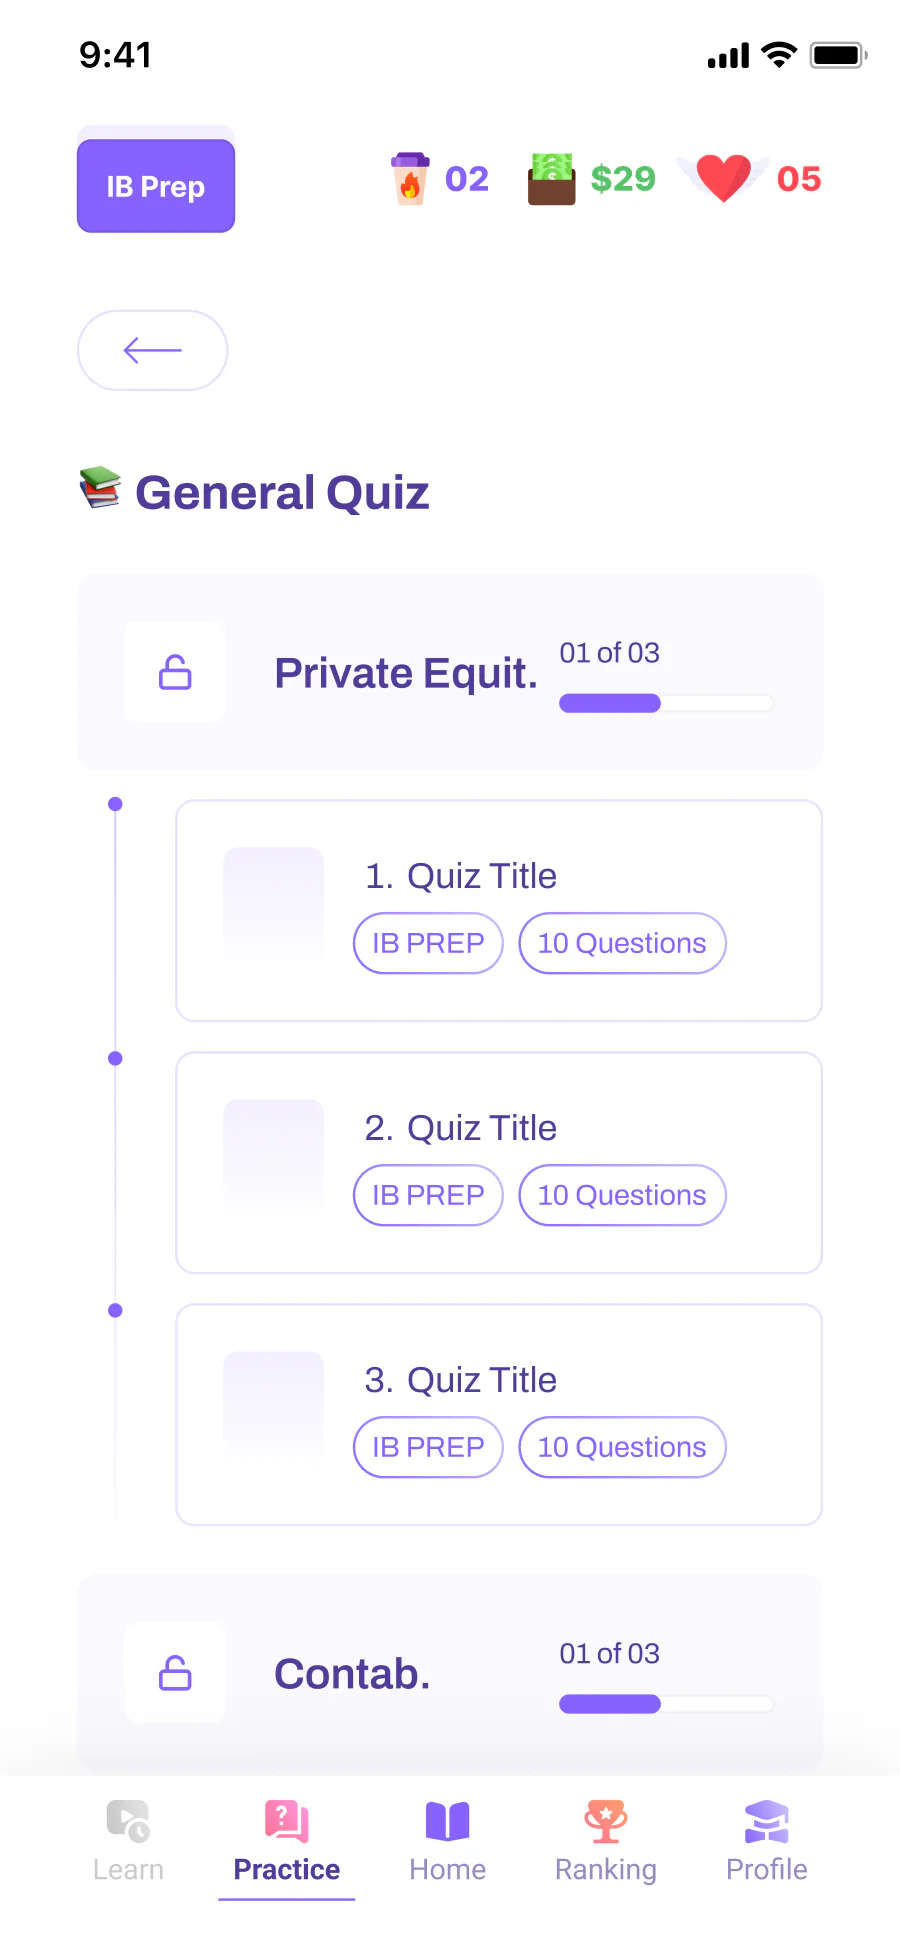 9:41
IB Prep
02
$29
05
General Quiz
Private Equit.
01 of 03
1. Quiz Title
IB PREP
10 Questions
2. Quiz Title
IB PREP
10 Questions
3. Quiz Title
IB PREP
10 Questions
Contab.
01 of 03
Learn
Practice
Home
Ranking
Profile